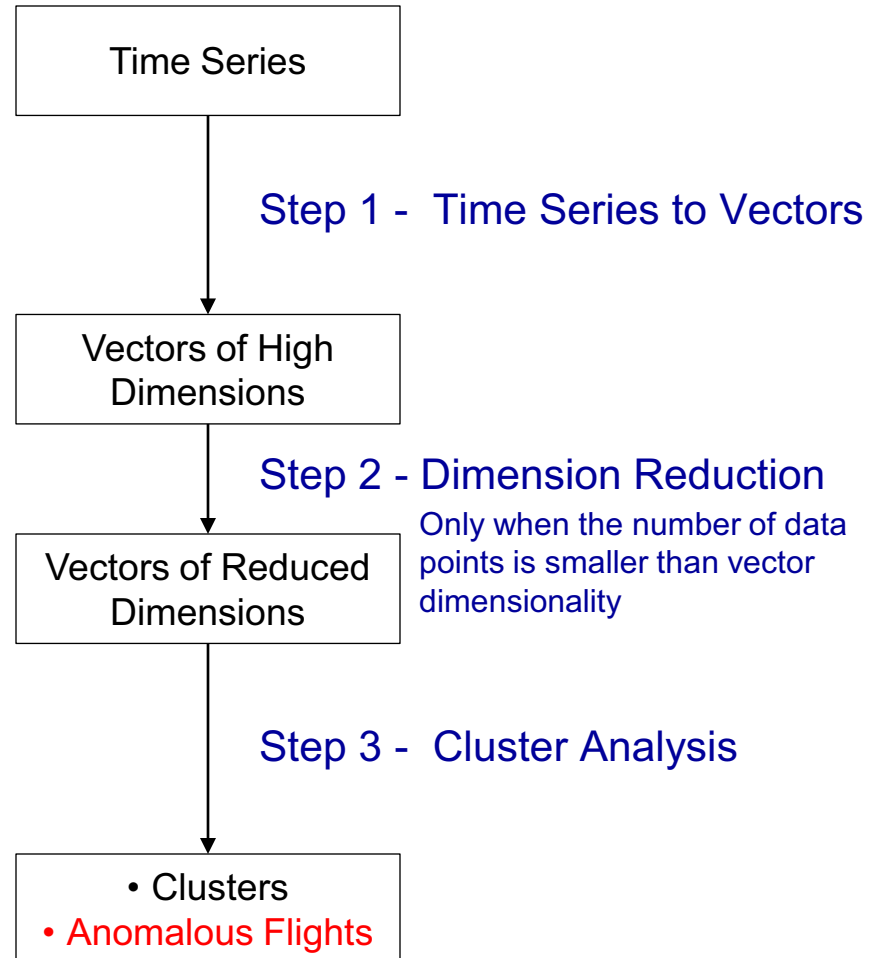 Time Series
Step 1 - Time Series to Vectors
Vectors of High
Dimensions
Step 2 - Dimension Reduction
Only when the number of data
points is smaller than vector
dimensionality
Vectors of Reduced
Dimensions
Step 3 - Cluster Analysis
• Clusters
• Anomalous Flights